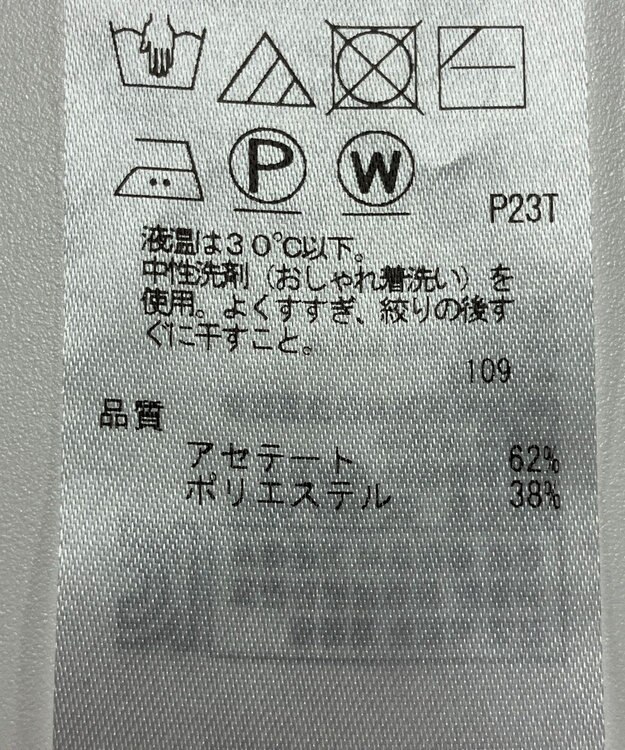 P W
P23T
液温は30℃以下。
中性洗剤（おしゃれ着洗い）を
使用。よくすすぎ、絞りの後す
ぐに干すこと。
109
品質
アセテート 62%
ポリエステル 38%